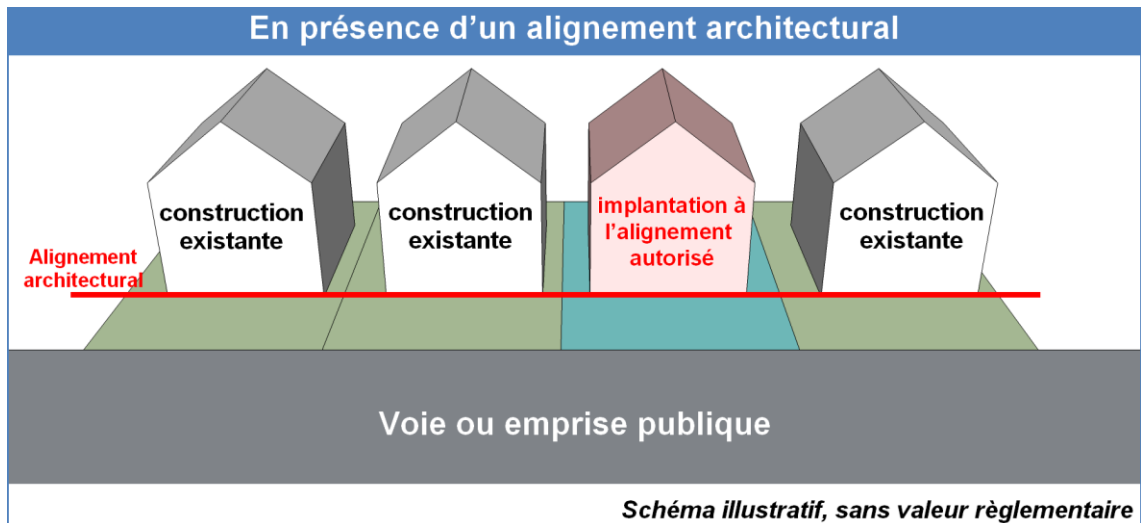 En présence d'un alignement architectural
construction
existante
construction
existante
implantation à
l'alignement
autorisé
construction
existante
Alignement
architectural
Voie ou emprise publique
Schéma illustratif, sans valeur règlementaire